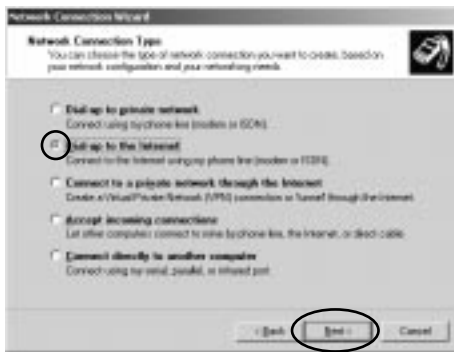 Network Connection Wizard
Network Connection Type
You can choose the type of network connection you want to create, based on
your network configuration and your networking needs.
Dial-up to private network
Connect using my phone line (modem or ISDN).
Dial-up to the Internet
Connect to the Internet using my phone line (modem or ISDN).
Connect to a private network through the Internet
Create a Virtual Private Network (VPN) connection or 'tunnel' through the Internet.
Accept incoming connections
Let other computers connect to mine by phone line, the Internet, or direct cable.
Connect directly to another computer
Connect using my serial, parallel, or infrared port.
< Back
Next >
Cancel